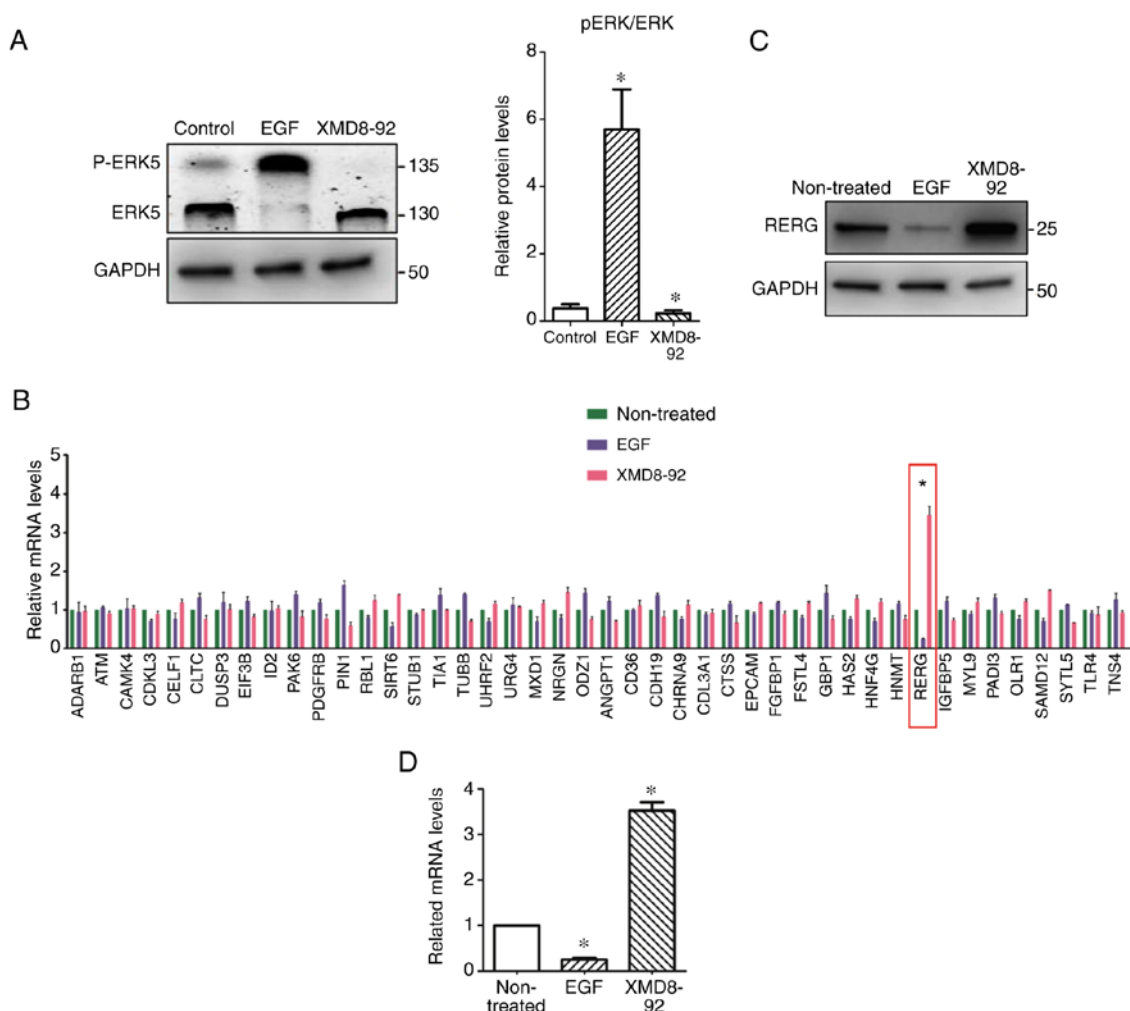 A
Control EGF XMD8-92
P-ERK5
135
ERK5
130
GAPDH
50
pERK/ERK
Relative protein levels
8
6
4
2
0
*
*
Control
EGF
XMD8-
92
C
Non-treated EGF XMD8-
92
RERG
25
GAPDH
50
B
Non-treated
EGF
XMD8-92
Relative mRNA levels
5
4
3
2
1
0
*
ADARB1
ATM
CAMK4
CDKL3
CELF1
CLTC
DUSP3
EIF3B
ID2
PAK6
PDGFRB
PIN1
RBL1
SIRT6
STUB1
TIA1
TUBB
UHRF2
URG4
MXD1
NRGN
ODZ1
ANGPT1
CD36
CDH19
CHRNA9
CDL3A1
CTSS
EPCAM
FGFBP1
FSTL4
GBP1
HAS2
HNF4G
HNMT
RERG
IGFBP5
MYL9
PADI3
OLR1
SAMD12
SYTL5
TLR4
TNS4
D
Related mRNA levels
4
3
2
1
0
*
*
Non-
treated
EGF
XMD8-
92